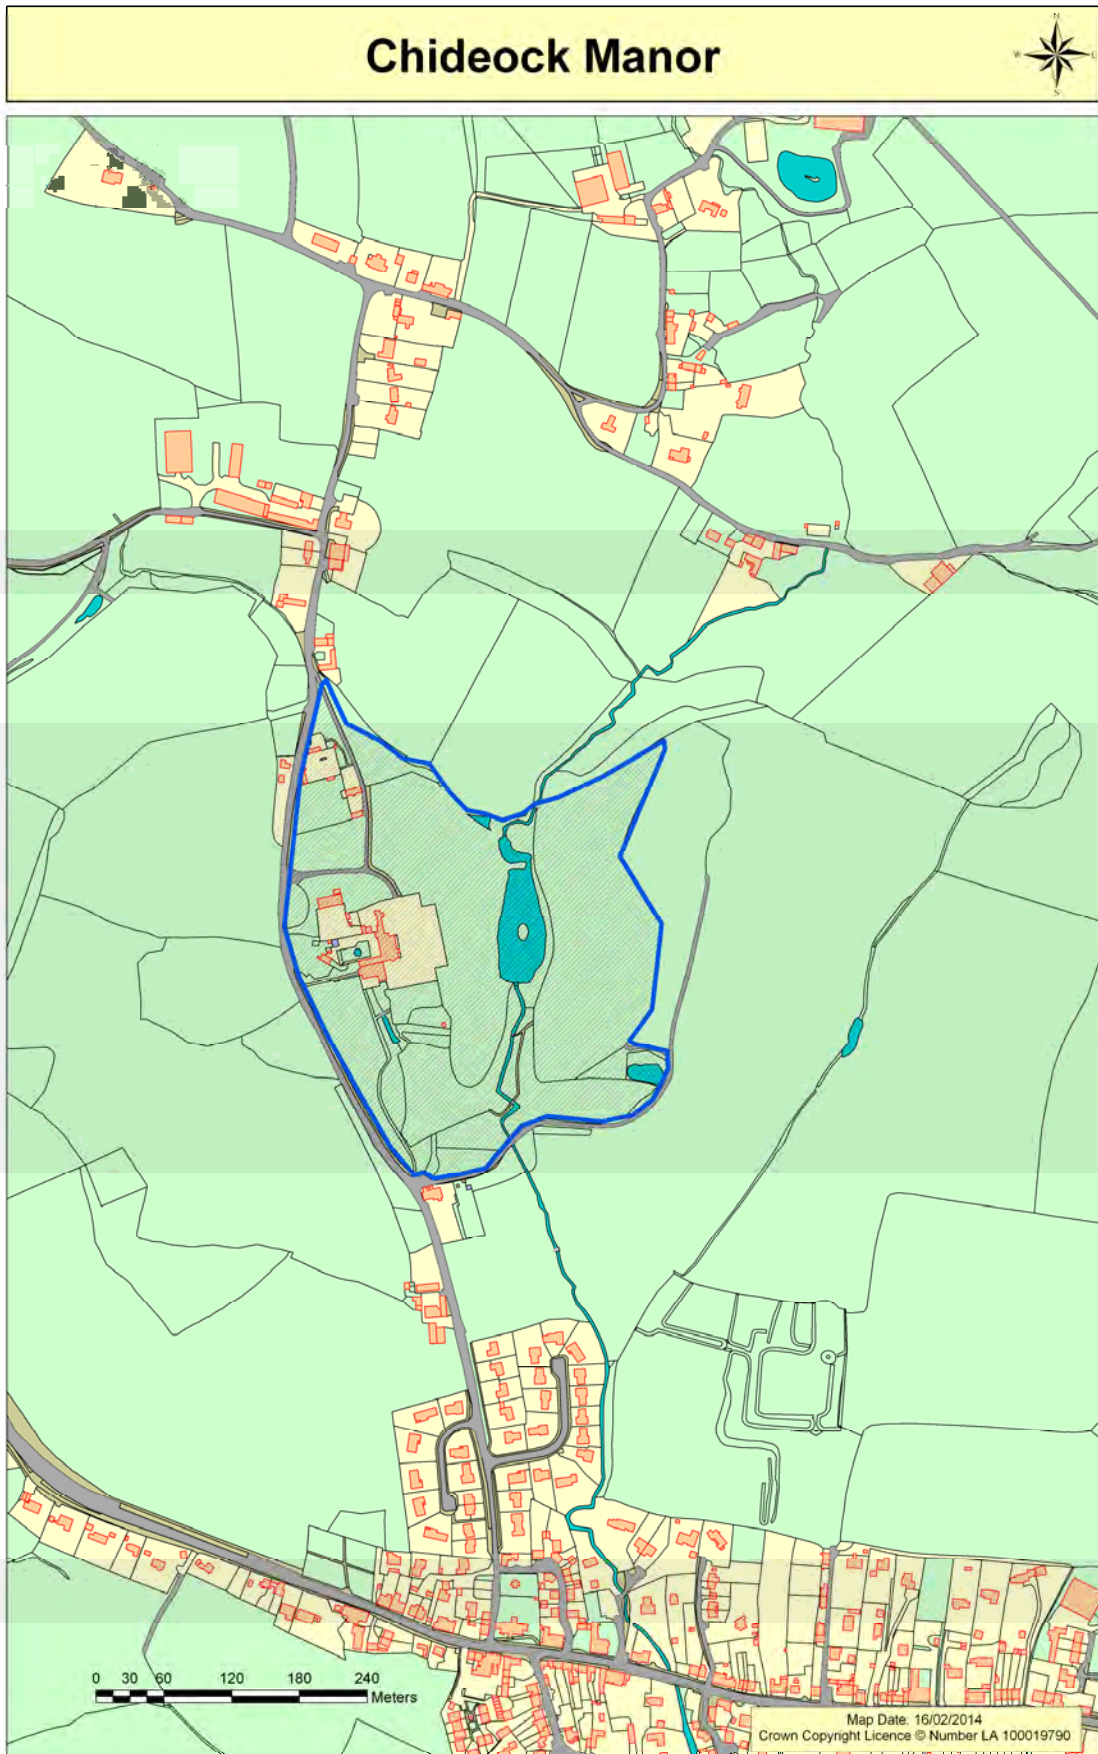 Chideock Manor
N
W
E
S
0 30 60 120 180 240
Meters
Map Date: 16/02/2014
Crown Copyright Licence © Number LA 100019790